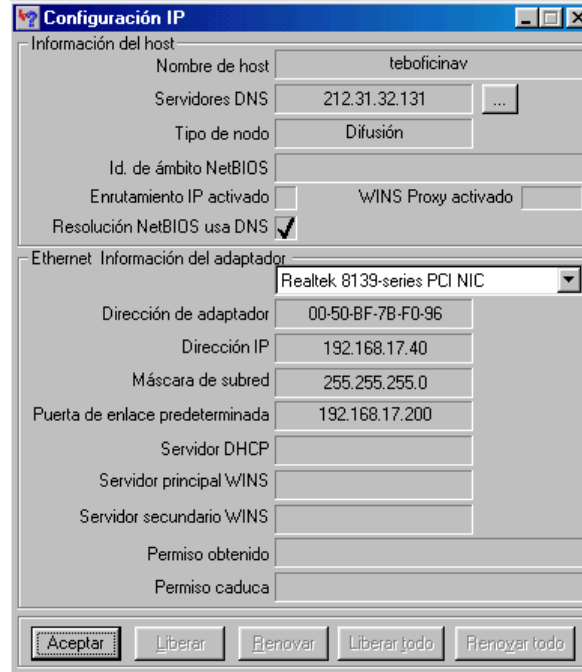 Configuración IP
Información del host
Nombre de host teboficinav
Servidores DNS 212.31.32.131 ...
Tipo de nodo Difusión
Id. de ámbito NetBIOS
Enrutamiento IP activado WINS Proxy activado
Resolución NetBIOS usa DNS
Ethernet Información del adaptador
Realtek 8139-series PCI NIC
Dirección de adaptador 00-50-BF-7B-F0-96
Dirección IP 192.168.17.40
Máscara de subred 255.255.255.0
Puerta de enlace predeterminada 192.168.17.200
Servidor DHCP
Servidor principal WINS
Servidor secundario WINS
Permiso obtenido
Permiso caduca
Aceptar Liberar Renovar Liberar todo Renovar todo